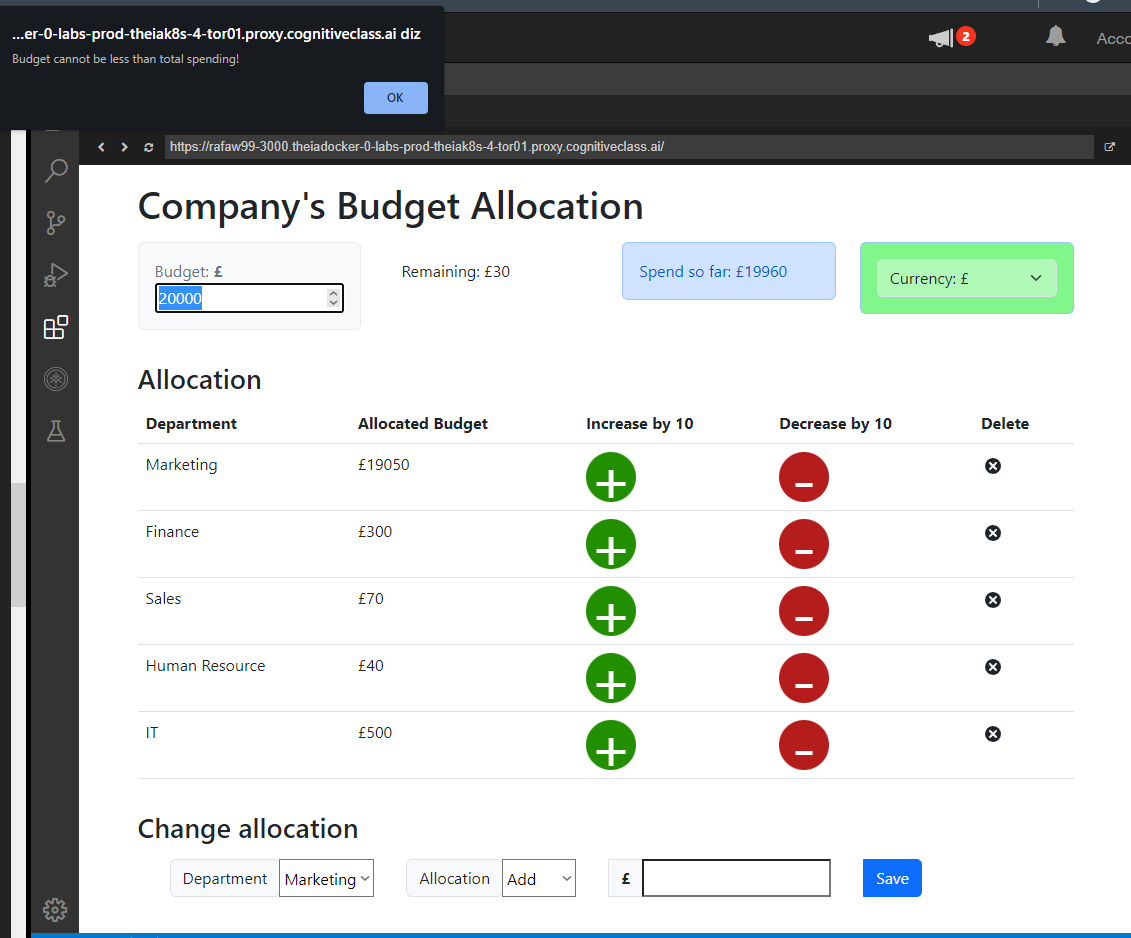 ...er-0-labs-prod-theiak8s-4-tor01.proxy.cognitiveclass.ai diz
Budget cannot be less than total spending!
OK
2
Acco
https://rafaw99-3000.theiadocker-0-labs-prod-theiak8s-4-tor01.proxy.cognitiveclass.ai/
Company's Budget Allocation
Budget: £
20000
Remaining: £30
Spend so far: £19960
Currency: £
Allocation
Department Allocated Budget Increase by 10 Decrease by 10 Delete
Marketing £19050
Finance £300
Sales £70
Human Resource £40
IT £500
Change allocation
Department Marketing Allocation Add £ Save